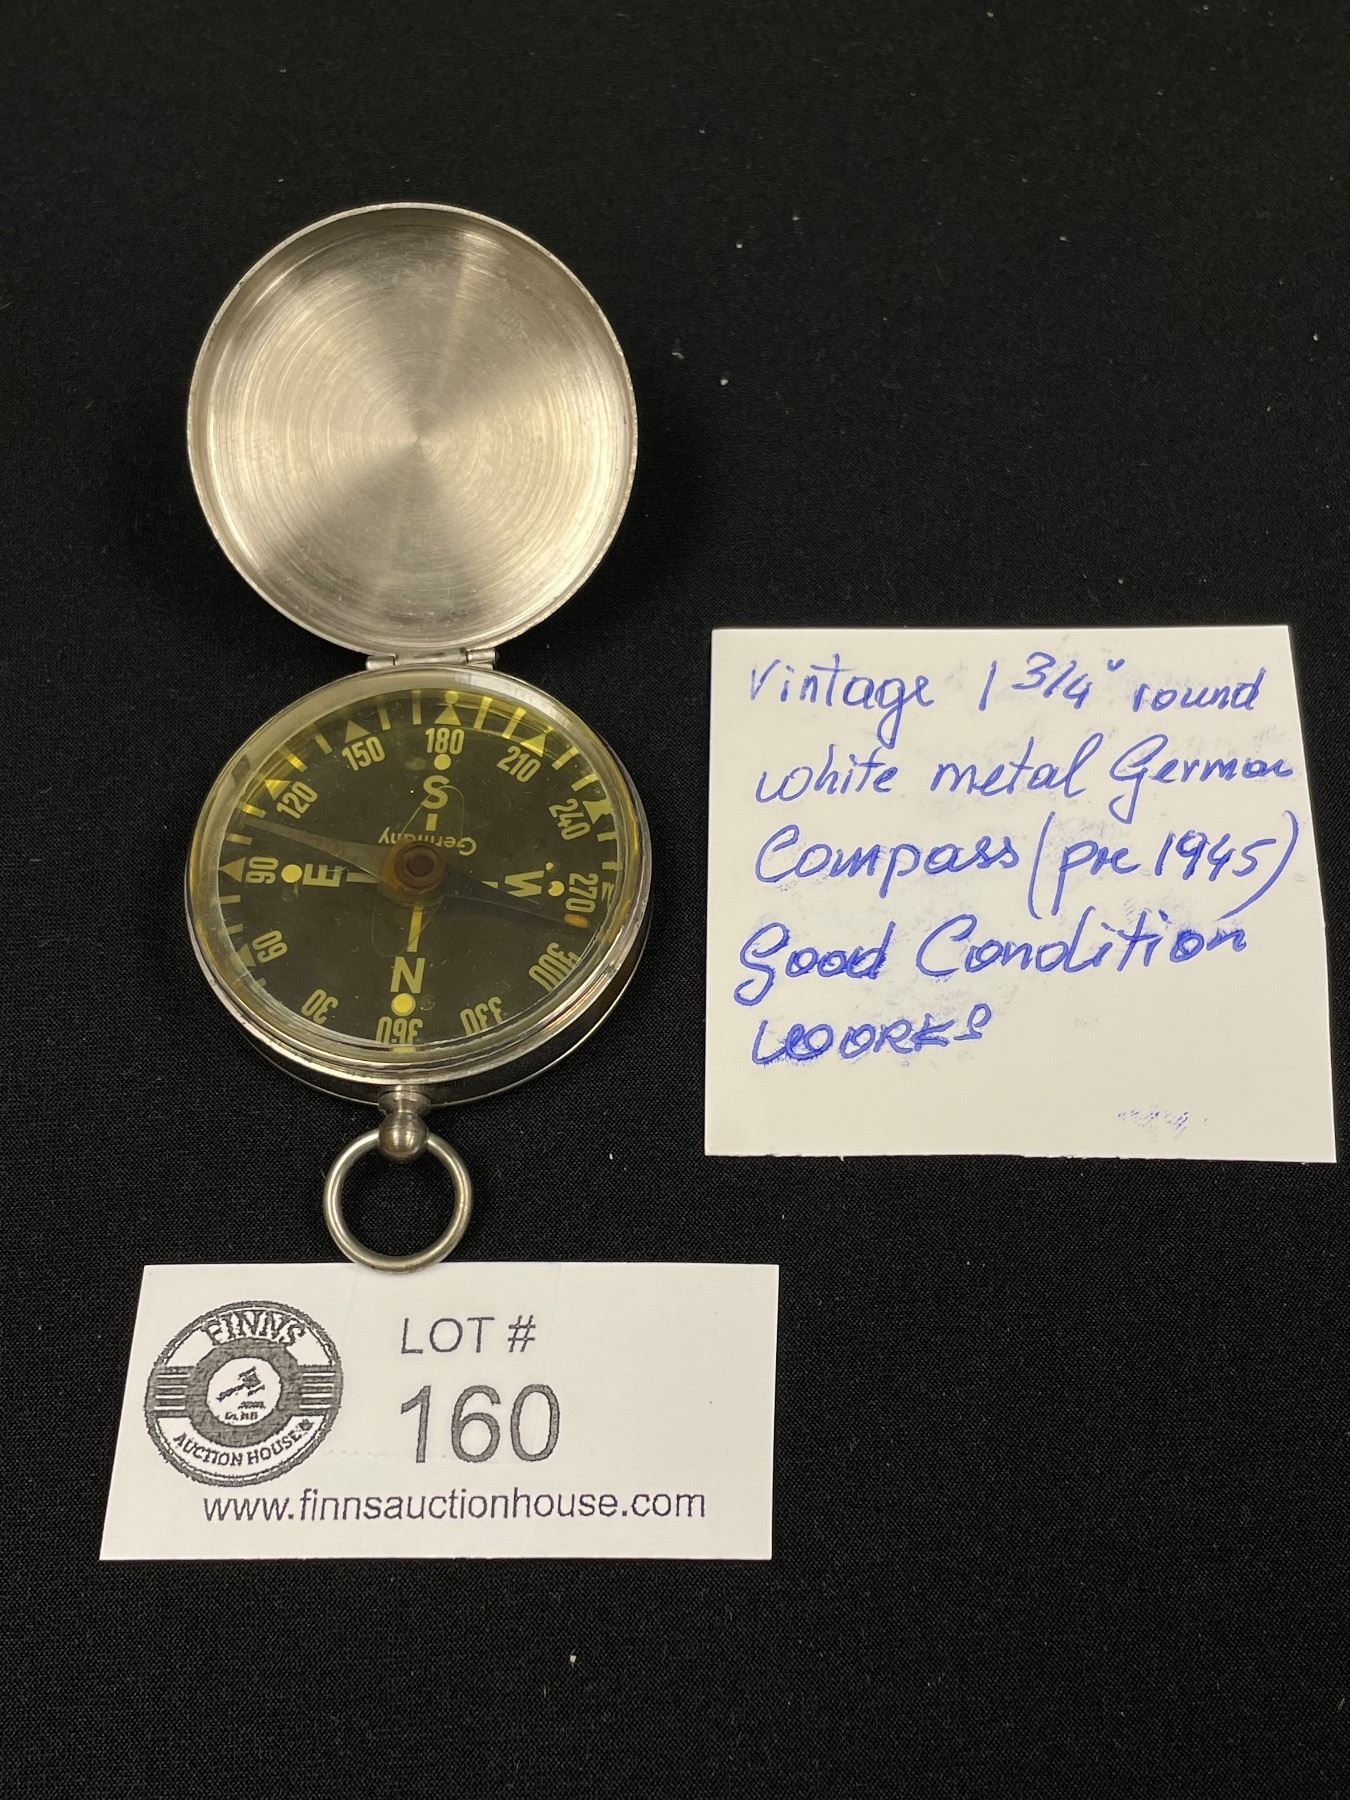 180
150
210
120
240
S
Germany
90
E
W
270
60
300
N
30
330
360
Vintage 1 3/4" round
white metal German
Compass (pre 1945)
Good Condition
WORKS
FINNS
AUCTION HOUSE
LOT #
160
www.finnsauctionhouse.com